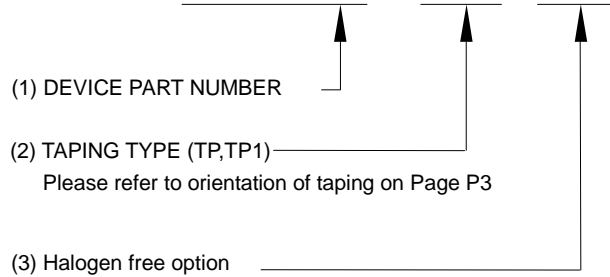 (1) DEVICE PART NUMBER
(2) TAPING TYPE (TP,TP1)
Please refer to orientation of taping on Page P3
(3) Halogen free option